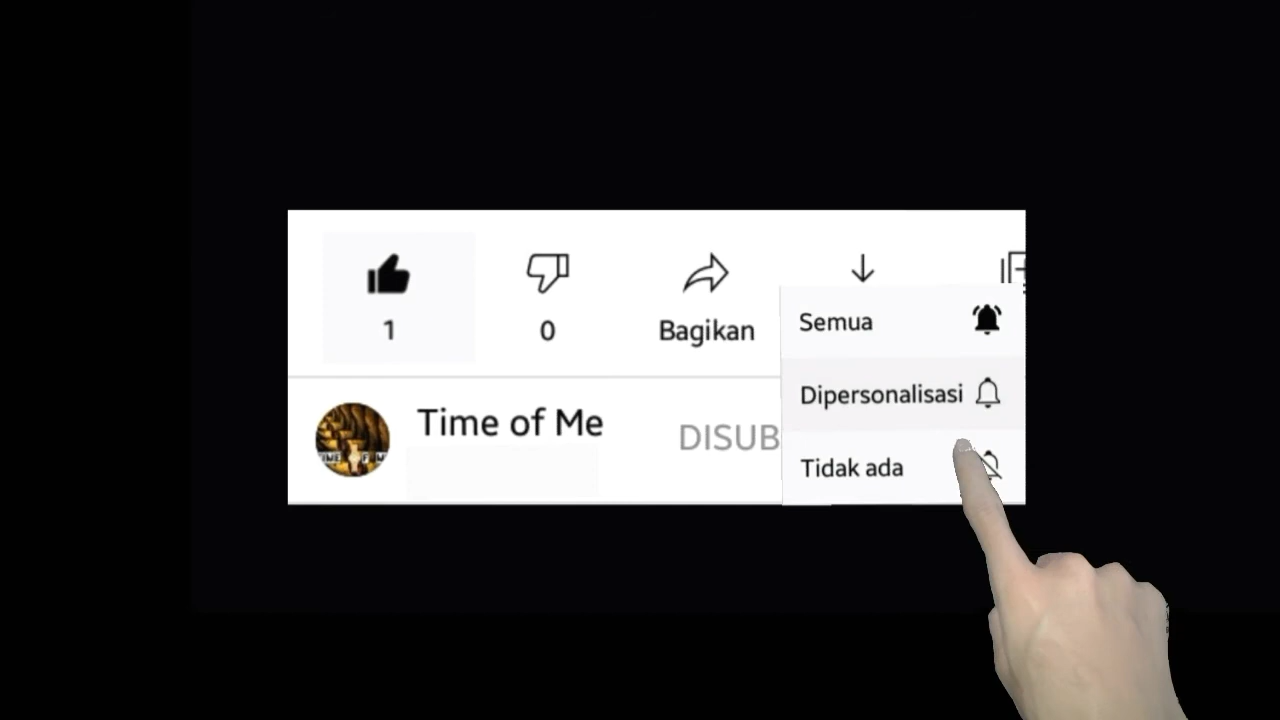 1
0
Bagikan
Semua
Dipersonalisasi
Time of Me
DISUB
Tidak ada